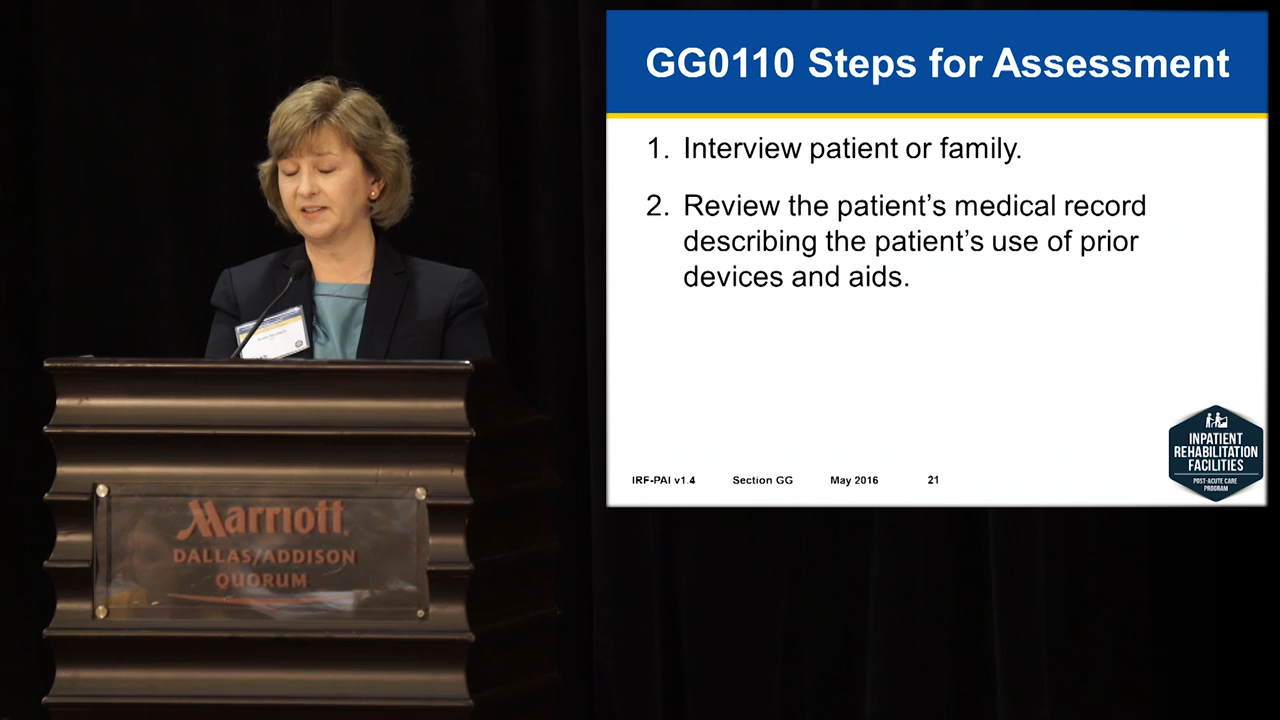 GG0110 Steps for Assessment
1. Interview patient or family.
2. Review the patient's medical record
describing the patient's use of prior
devices and aids.
IRF-PAI v1.4 Section GG May 2016 21
INPATIENT
REHABILITATION
FACILITIES
POST-ACUTE CARE
PROGRAM
Marriott
DALLAS/ADDISON
QUORUM